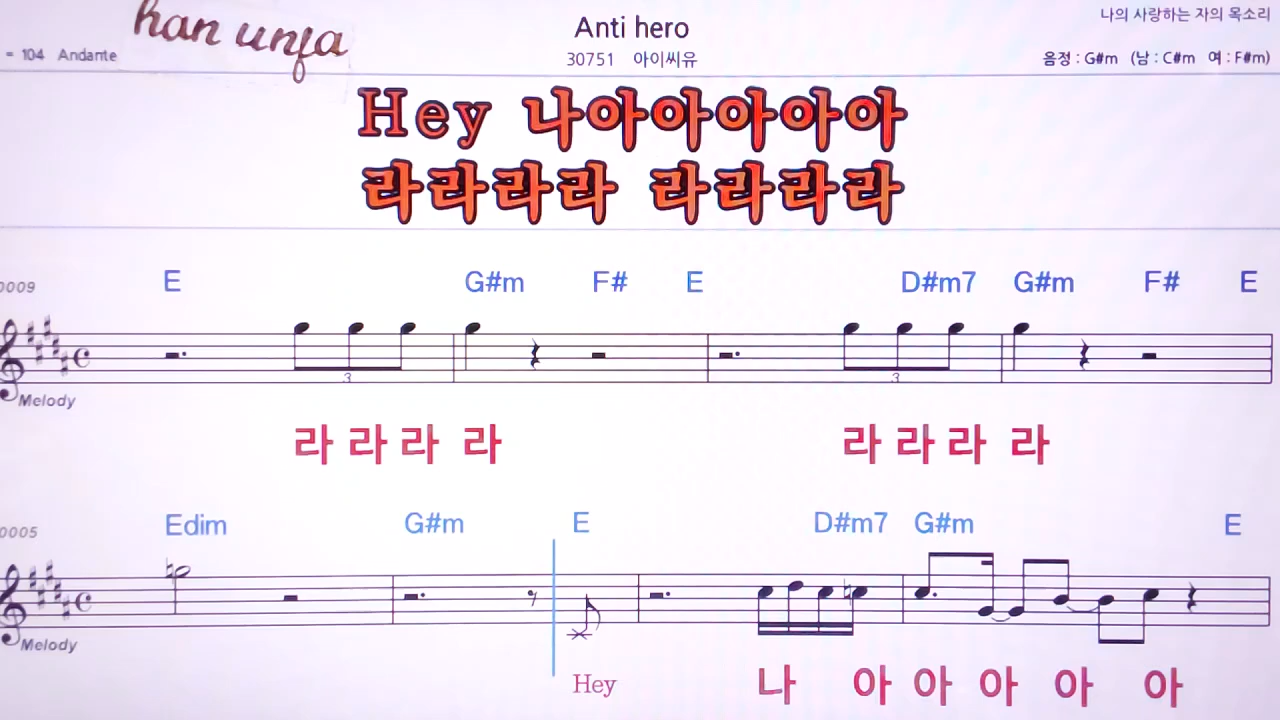 han unja
Anti hero
나의 사랑하는 자의 목소리
= 104 Andante
30751 아이씨유
음정 : G#m (남 : C#m 여 : F#m)
Hey 나아아아아아
라라라라 라라라라
0009
E G#m F# E D#m7 G#m F# E
3 3
Melody
라 라 라 라 라 라 라 라
0005
Edim G#m E D#m7 G#m E
Melody
Hey 나 아 아 아 아 아